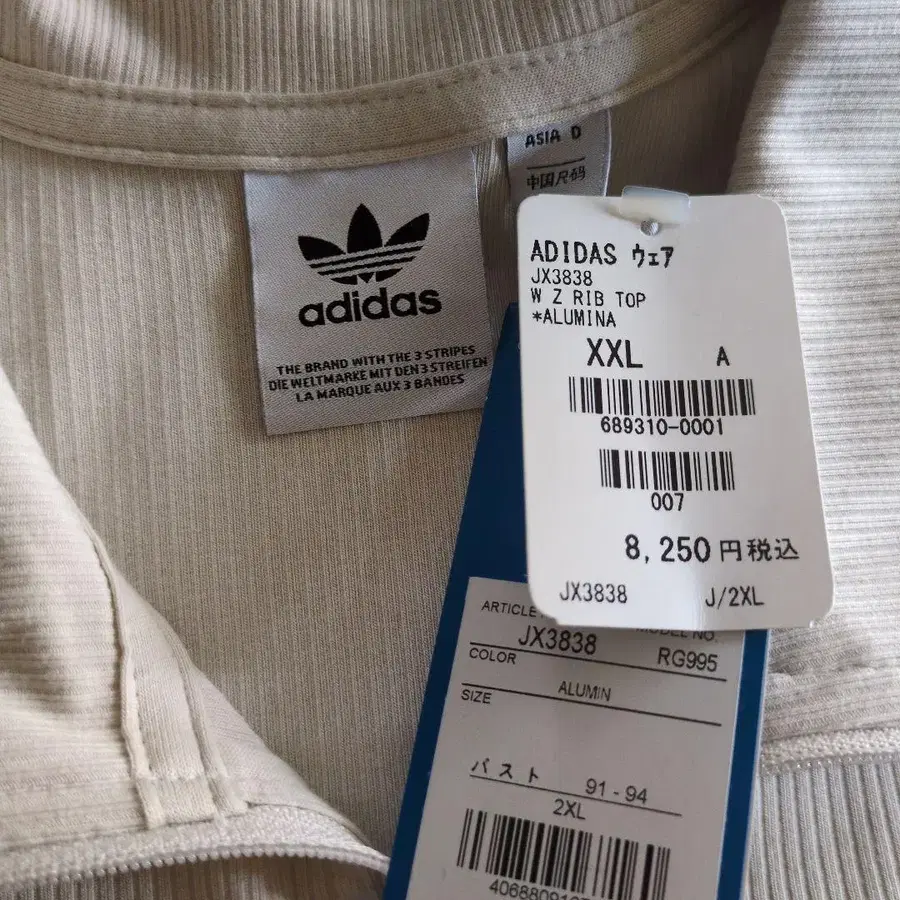 ASIA D
中国尺码
adidas
THE BRAND WITH THE 3 STRIPES
DIE WELTMARKE MIT DEN 3 STREIFEN
LA MARQUE AUX 3 BANDES
ADIDAS ウェア
JX3838
W Z RIB TOP
*ALUMINA
XXL A
689310-0001
007
8,250円税込
JX3838 J/2XL
ARTICLE MODEL NO.
JX3838 RG995
COLOR
ALUMIN
SIZE
バスト 91 - 94
2XL